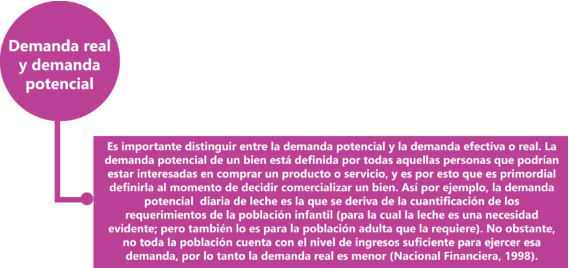 Demanda real
y demanda
potencial
Es importante distinguir entre la demanda potencial y la demanda efectiva o real. La
demanda potencial de un bien está definida por todas aquellas personas que podrían
estar interesadas en comprar un producto o servicio, y es por esto que es primordial
definirla al momento de decidir comercializar un bien. Así por ejemplo, la demanda
potencial diaria de leche es la que se deriva de la cuantificación de los
requerimientos de la población infantil (para la cual la leche es una necesidad
evidente; pero también lo es para la población adulta que la requiere). No obstante,
no toda la población cuenta con el nivel de ingresos suficiente para ejercer esa
demanda, por lo tanto la demanda real es menor (Nacional Financiera, 1998).